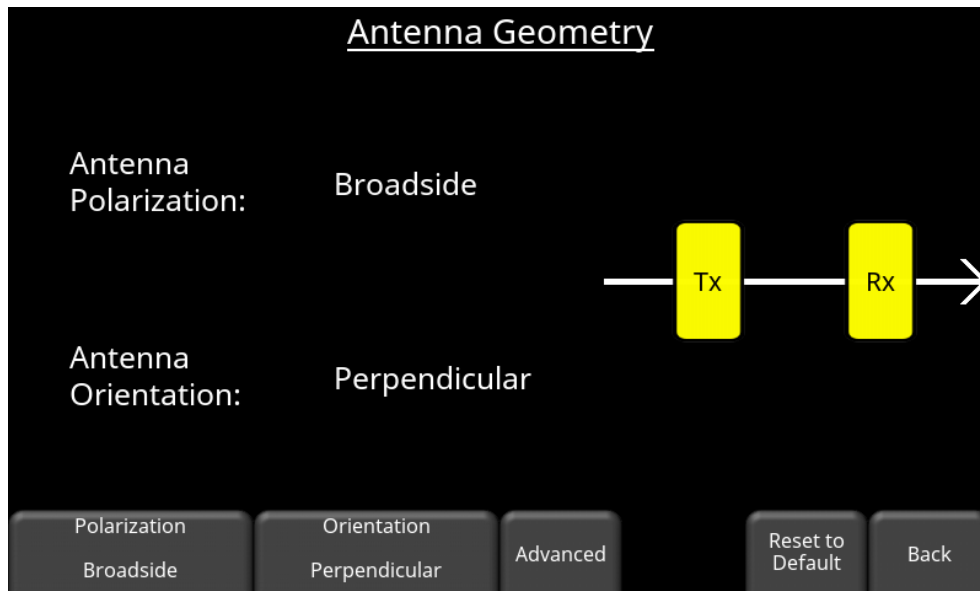 Antenna Geometry
Antenna
Polarization:
Broadside
Tx
Rx
Antenna
Orientation:
Perpendicular
Polarization
Broadside
Orientation
Perpendicular
Advanced
Reset to
Default
Back